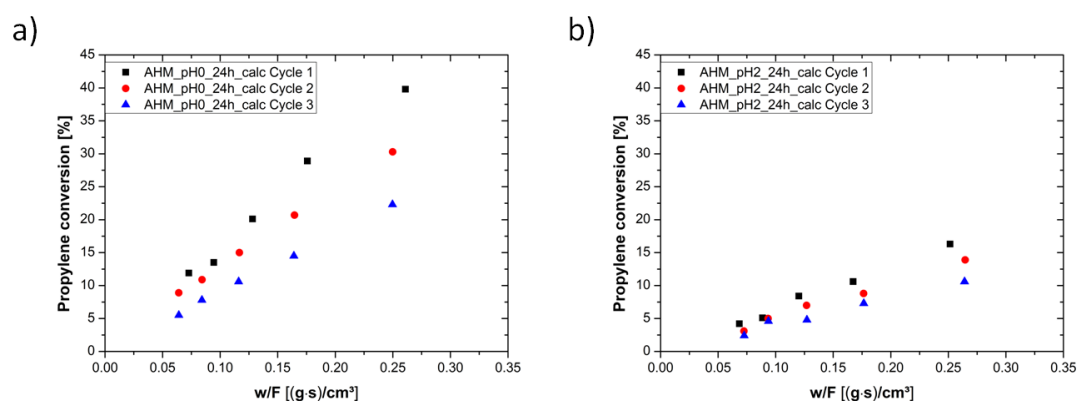 a)
45
40
35
30
25
20
15
10
5
0
Propylene conversion [%]
AHM_pH0_24h_calc Cycle 1
AHM_pH0_24h_calc Cycle 2
AHM_pH0_24h_calc Cycle 3
0.00 0.05 0.10 0.15 0.20 0.25 0.30 0.35
w/F [(g·s)/cm³]
b)
45
40
35
30
25
20
15
10
5
0
Propylene conversion [%]
AHM_pH2_24h_calc Cycle 1
AHM_pH2_24h_calc Cycle 2
AHM_pH2_24h_calc Cycle 3
0.00 0.05 0.10 0.15 0.20 0.25 0.30 0.35
w/F [(g·s)/cm³]